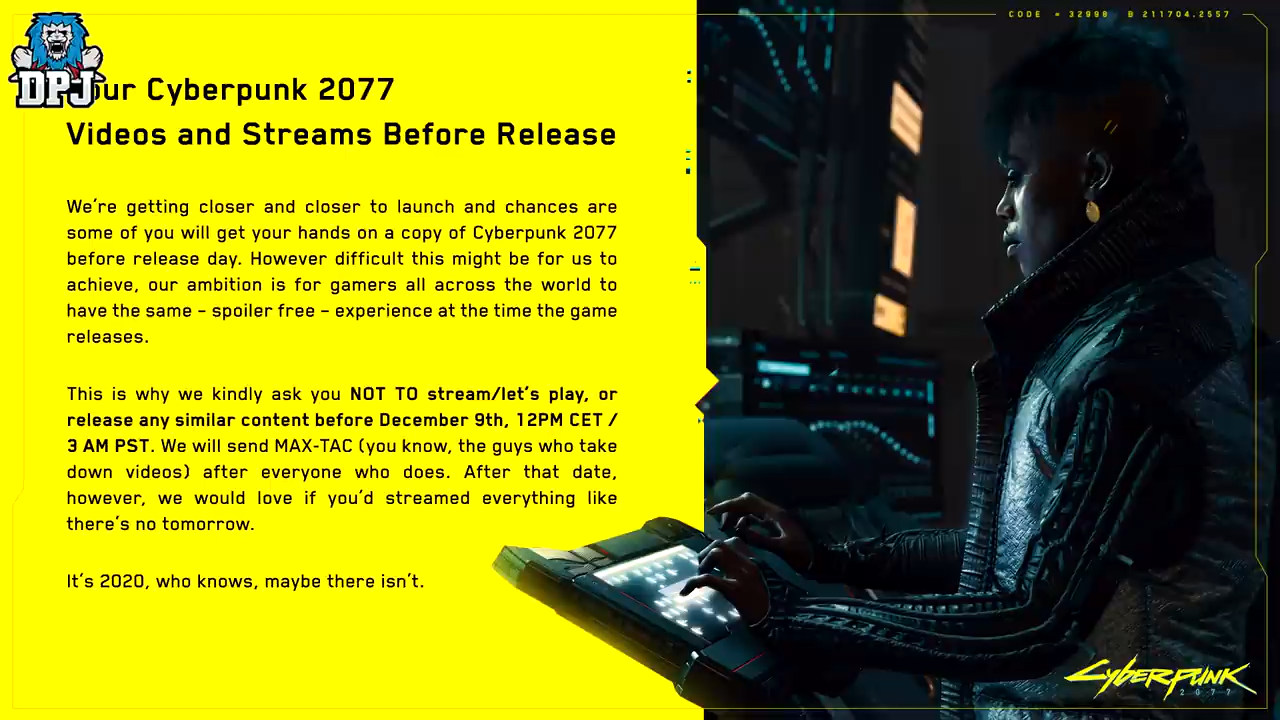 CODE = 32998 B 211704.2557
DPJ
our Cyberpunk 2077
Videos and Streams Before Release
We're getting closer and closer to launch and chances are
some of you will get your hands on a copy of Cyberpunk 2077
before release day. However difficult this might be for us to
achieve, our ambition is for gamers all across the world to
have the same – spoiler free – experience at the time the game
releases.
This is why we kindly ask you NOT TO stream/let's play, or
release any similar content before December 9th, 12PM CET /
3 AM PST. We will send MAX-TAC (you know, the guys who take
down videos) after everyone who does. After that date,
however, we would love if you'd streamed everything like
there's no tomorrow.
It's 2020, who knows, maybe there isn't.
Cyberpunk
2077